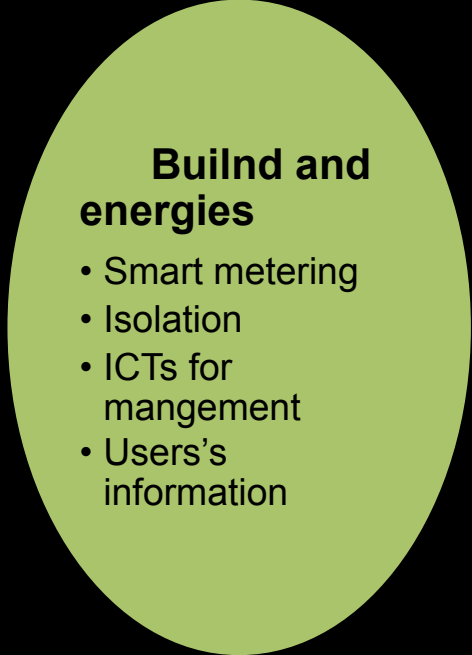 Builnd and
energies
• Smart metering
• Isolation
• ICTs for
mangement
• Users's
information